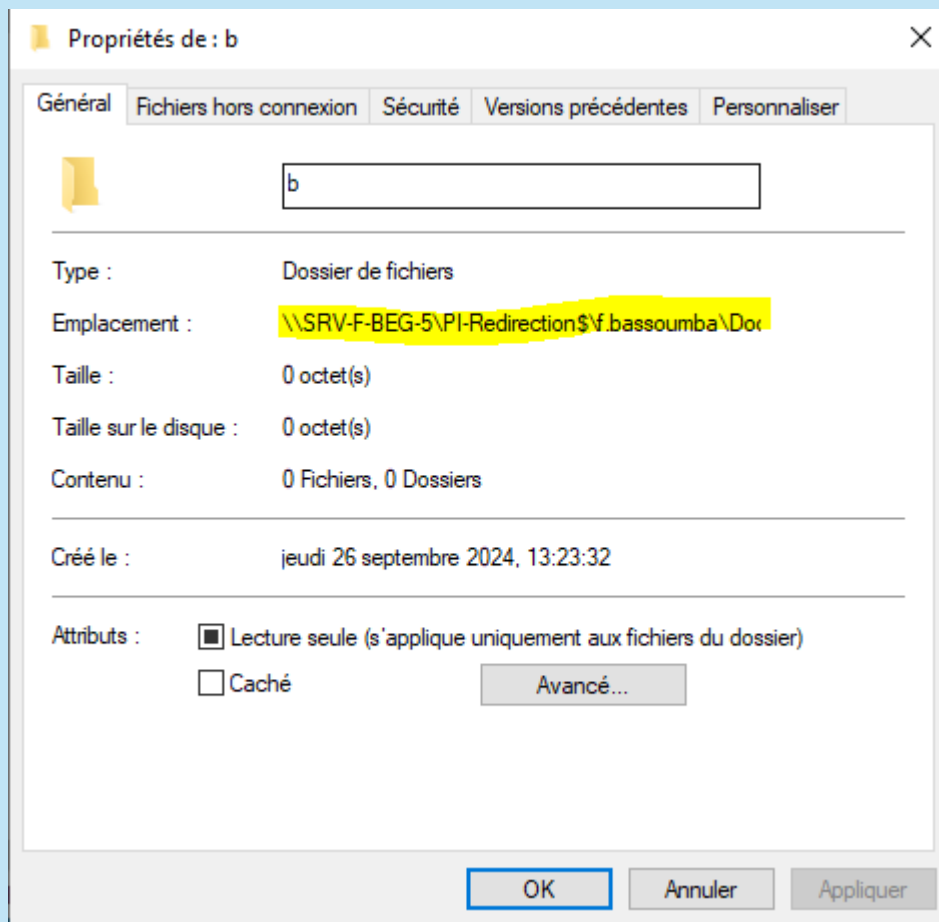 Propriétés de : b
Général Fichiers hors connexion Sécurité Versions précédentes Personnaliser
b
Type : Dossier de fichiers
Emplacement : \\SRV-F-BEG-5\PI-Redirection$\f.bassoumba\Doc
Taille : 0 octet(s)
Taille sur le disque : 0 octet(s)
Contenu : 0 Fichiers, 0 Dossiers
Créé le : jeudi 26 septembre 2024, 13:23:32
Attributs : Lecture seule (s'applique uniquement aux fichiers du dossier)
Caché Avancé...
OK Annuler Appliquer